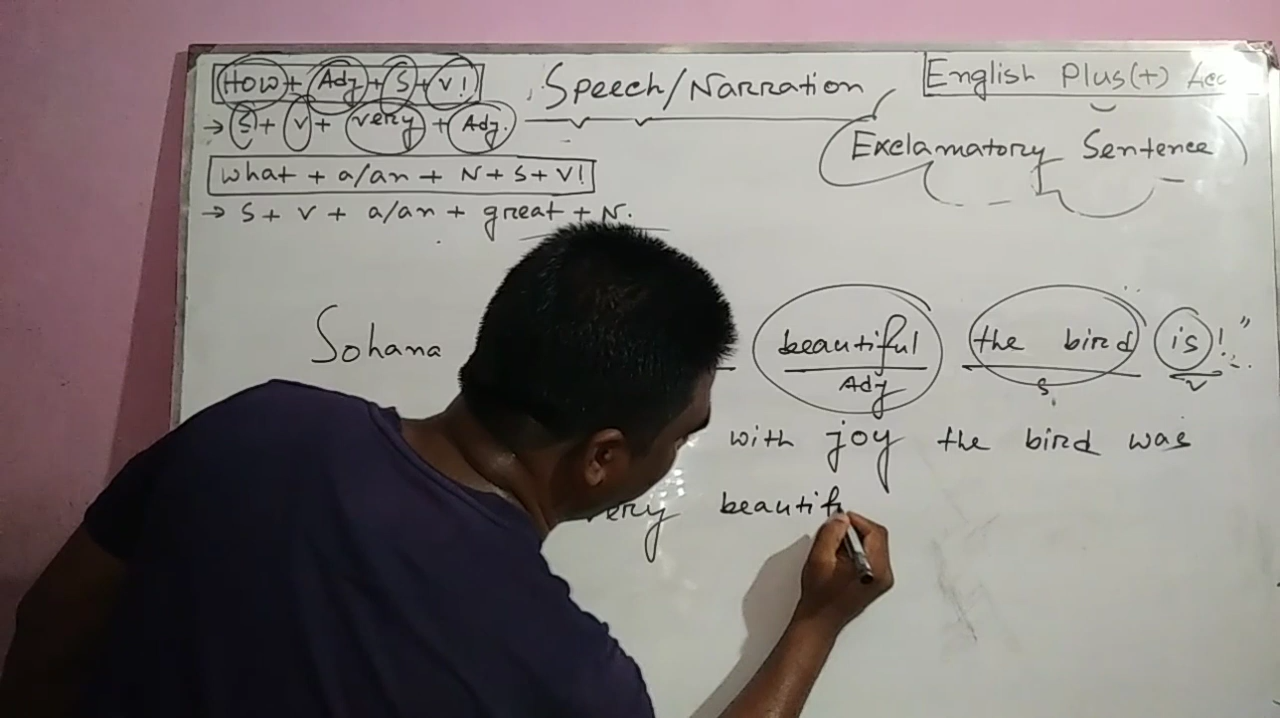 How + Adj + S + V!
→ S + V + very + Adj.
what + a/an + N + S + V!
→ S + V + a/an + great + N.
Speech/Narration
English Plus(+)
Exclamatory Sentence
Sohana beautiful the bird is!"
Adj S V
with joy the bird was
very beautif